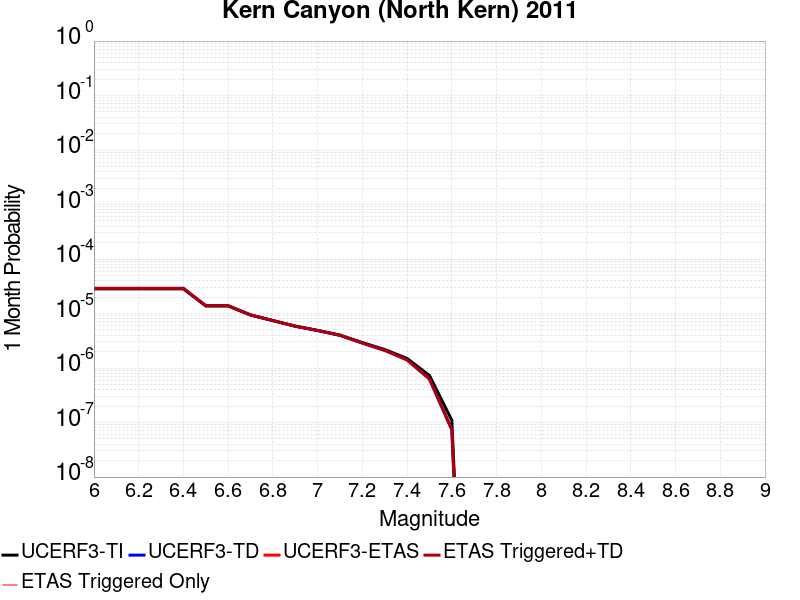 Kern Canyon (North Kern) 2011
10^0
10^-1
10^-2
10^-3
10^-4
10^-5
10^-6
10^-7
10^-8
1 Month Probability
6 6.2 6.4 6.6 6.8 7 7.2 7.4 7.6 7.8 8 8.2 8.4 8.6 8.8 9
Magnitude
UCERF3-TI UCERF3-TD UCERF3-ETAS ETAS Triggered+TD
ETAS Triggered Only